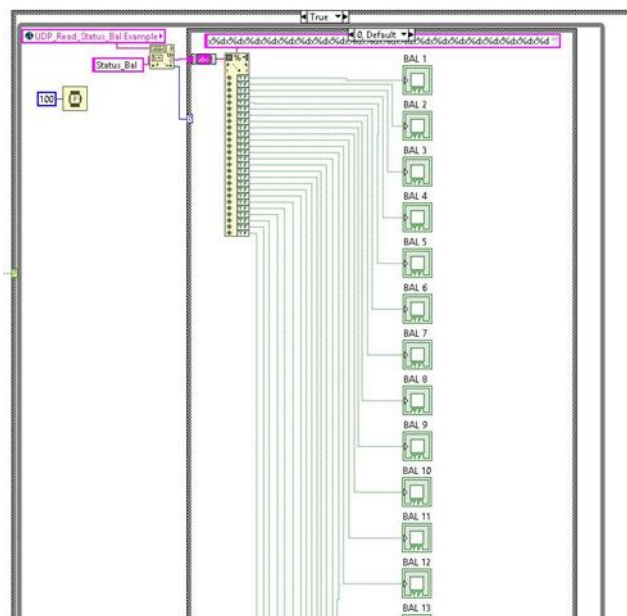 True
UDP_Read_Status_Bal Example
0, Default
Status_Bal
abc
100
BAL 1
BAL 2
BAL 3
BAL 4
BAL 5
BAL 6
BAL 7
BAL 8
BAL 9
BAL 10
BAL 11
BAL 12
BAL 13